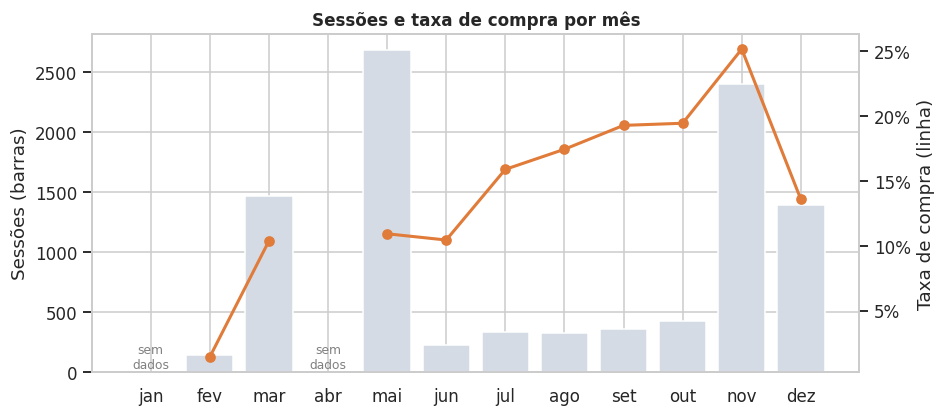 Sessões e taxa de compra por mês
Sessões (barras)
2500
2000
1500
1000
500
0
25%
20%
15%
10%
5%
Taxa de compra (linha)
sem
dados
sem
dados
jan fev mar abr mai jun jul ago set out nov dez